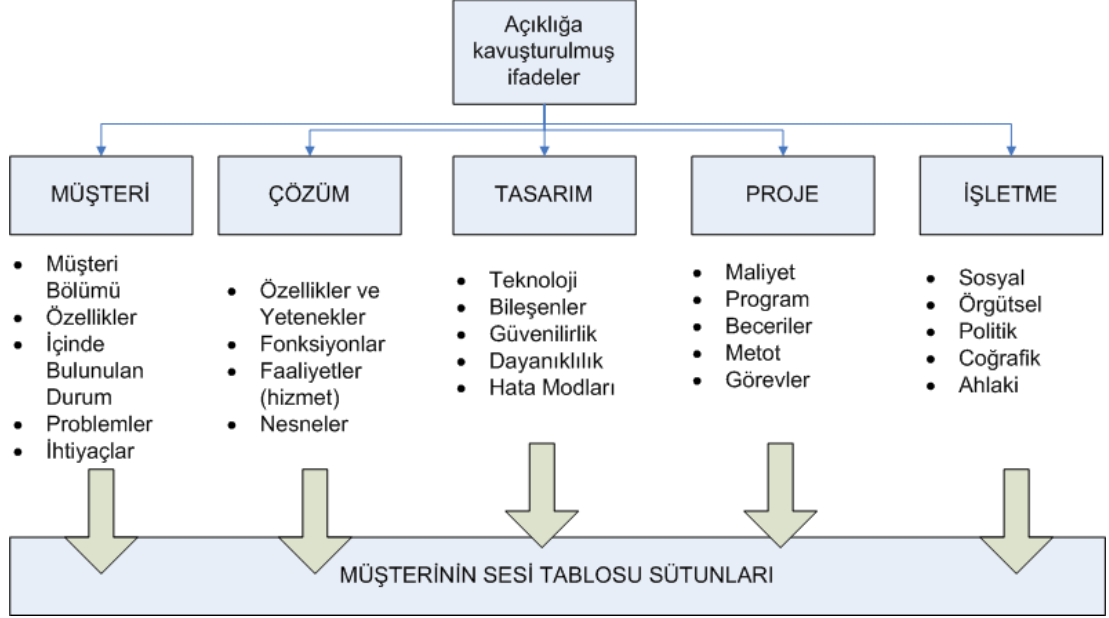 Açıklığa
kavuşturulmuş
ifadeler
MÜŞTERİ
ÇÖZÜM
TASARIM
PROJE
İŞLETME
• Müşteri
Bölümü
• Özellikler
• İçinde
Bulunulan
Durum
• Problemler
• İhtiyaçlar
• Özellikler ve
Yetenekler
• Fonksiyonlar
• Faaliyetler
(hizmet)
• Nesneler
• Teknoloji
• Bileşenler
• Güvenilirlik
• Dayanıklılık
• Hata Modları
• Maliyet
• Program
• Beceriler
• Metot
• Görevler
• Sosyal
• Örgütsel
• Politik
• Coğrafik
• Ahlaki
MÜŞTERİNİN SESİ TABLOSU SÜTUNLARI